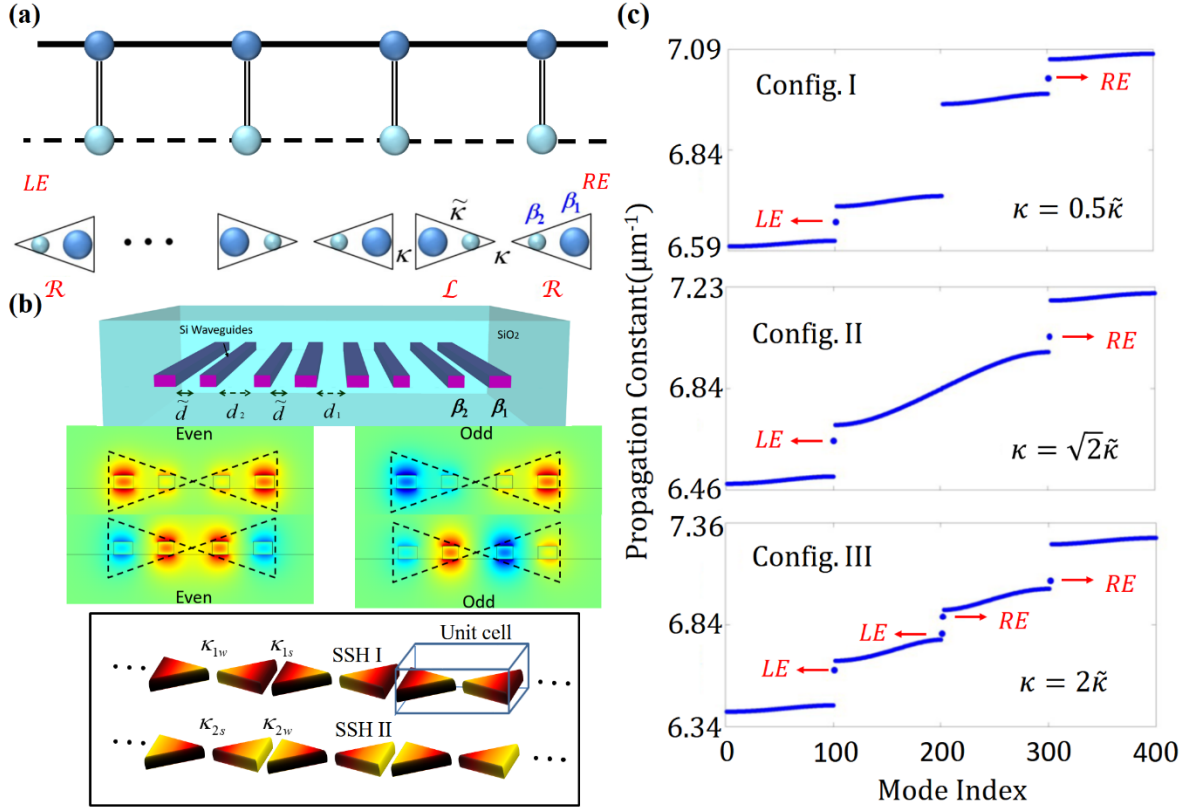 (a)
LE
RE
β₂
β₁
κ̃
κ
κ
ℛ
ℒ
ℛ
(b)
Si Waveguides
SiO₂
d̃
d₂
d̃
d₁
β₂
β₁
Even
Odd
Even
Odd
Unit cell
κ₁w
κ₁s
SSH I
κ₂s
κ₂w
SSH II
(c)
Propagation Constant(μm⁻¹)
7.09
6.84
6.59
Config. I
RE
LE
κ = 0.5κ̃
7.23
6.84
6.46
Config. II
RE
LE
κ = √2κ̃
7.36
6.84
6.34
Config. III
RE
RE
LE
LE
κ = 2κ̃
0
100
200
300
400
Mode Index